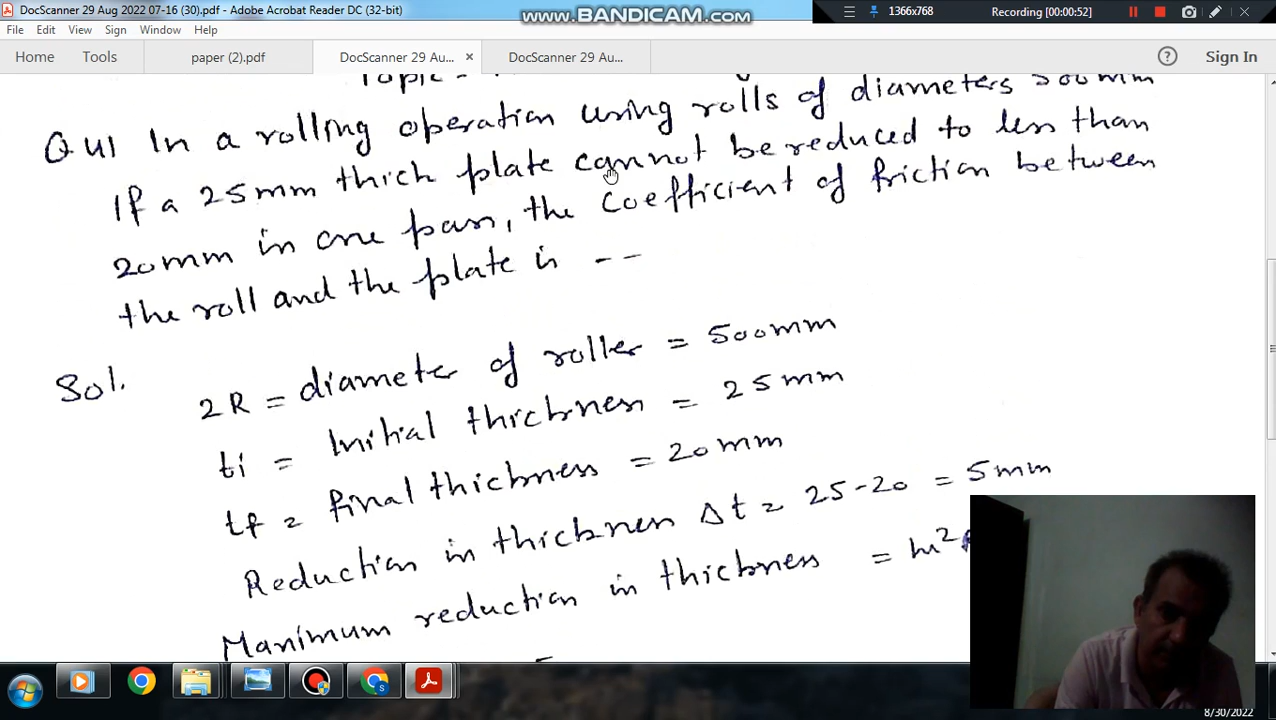 DocScanner 29 Aug 2022 07-16 (30).pdf - Adobe Acrobat Reader DC (32-bit)
www.BANDICAM.com
1366x768
Recording [00:00:52]
File Edit View Sign Window Help
Home Tools paper (2).pdf DocScanner 29 Au... × DocScanner 29 Au... Sign In
Topic -
Q 41 In a rolling operation using rolls of diameters 500mm
If a 25mm thick plate cannot be reduced to less than
20mm in one pass, the coefficient of friction between
the roll and the plate is --
Sol.
2R = diameter of roller = 500mm
ti = Initial thickness = 25mm
tf = final thickness = 20mm
Reduction in thickness Δt = 25-20 = 5mm
Maximum reduction in thickness = μ²
8/30/2022